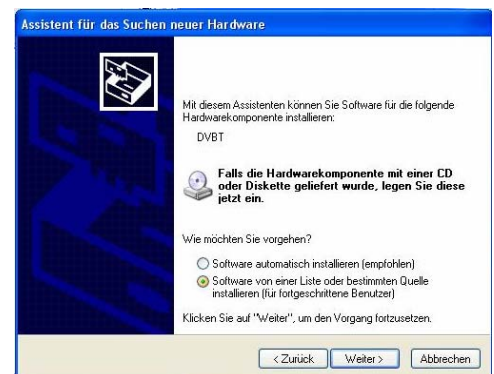 Assistent für das Suchen neuer Hardware
Mit diesem Assistenten können Sie Software für die folgende
Hardwarekomponente installieren:
DVBT
Falls die Hardwarekomponente mit einer CD
oder Diskette geliefert wurde, legen Sie diese
jetzt ein.
Wie möchten Sie vorgehen?
Software automatisch installieren (empfohlen)
Software von einer Liste oder bestimmten Quelle
installieren (für fortgeschrittene Benutzer)
Klicken Sie auf "Weiter", um den Vorgang fortzusetzen.
< Zurück Weiter > Abbrechen